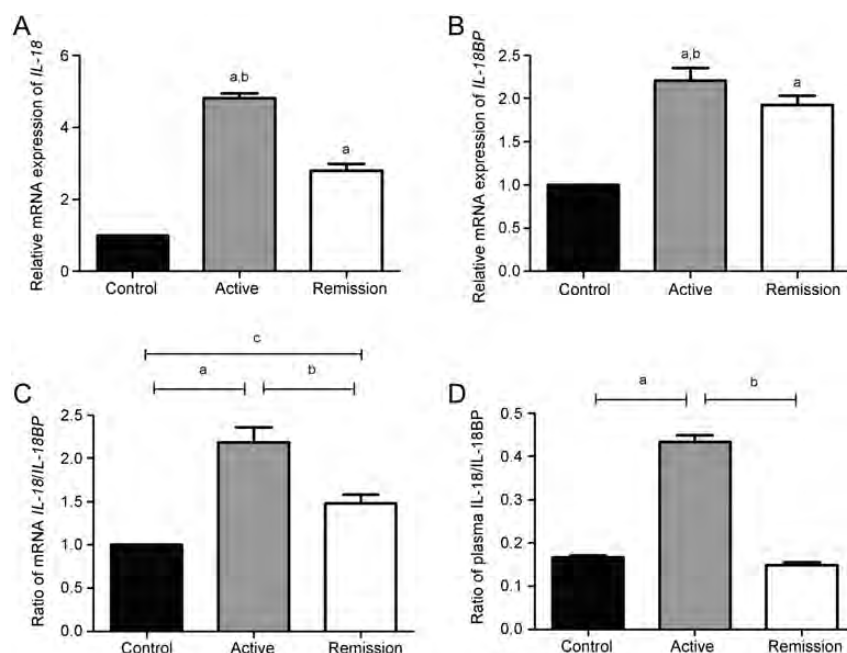 A
Relative mRNA expression of IL-18
6
4
2
0
a,b
a
Control Active Remission
B
Relative mRNA expression of IL-18BP
2.5
2.0
1.5
1.0
0.5
0.0
a,b
a
Control Active Remission
C
Ratio of mRNA IL-18/IL-18BP
2.5
2.0
1.5
1.0
0.5
0.0
c
a b
Control Active Remission
D
Ratio of plasma IL-18/IL-18BP
0.5
0.4
0.3
0.2
0.1
0.0
a b
Control Active Remission